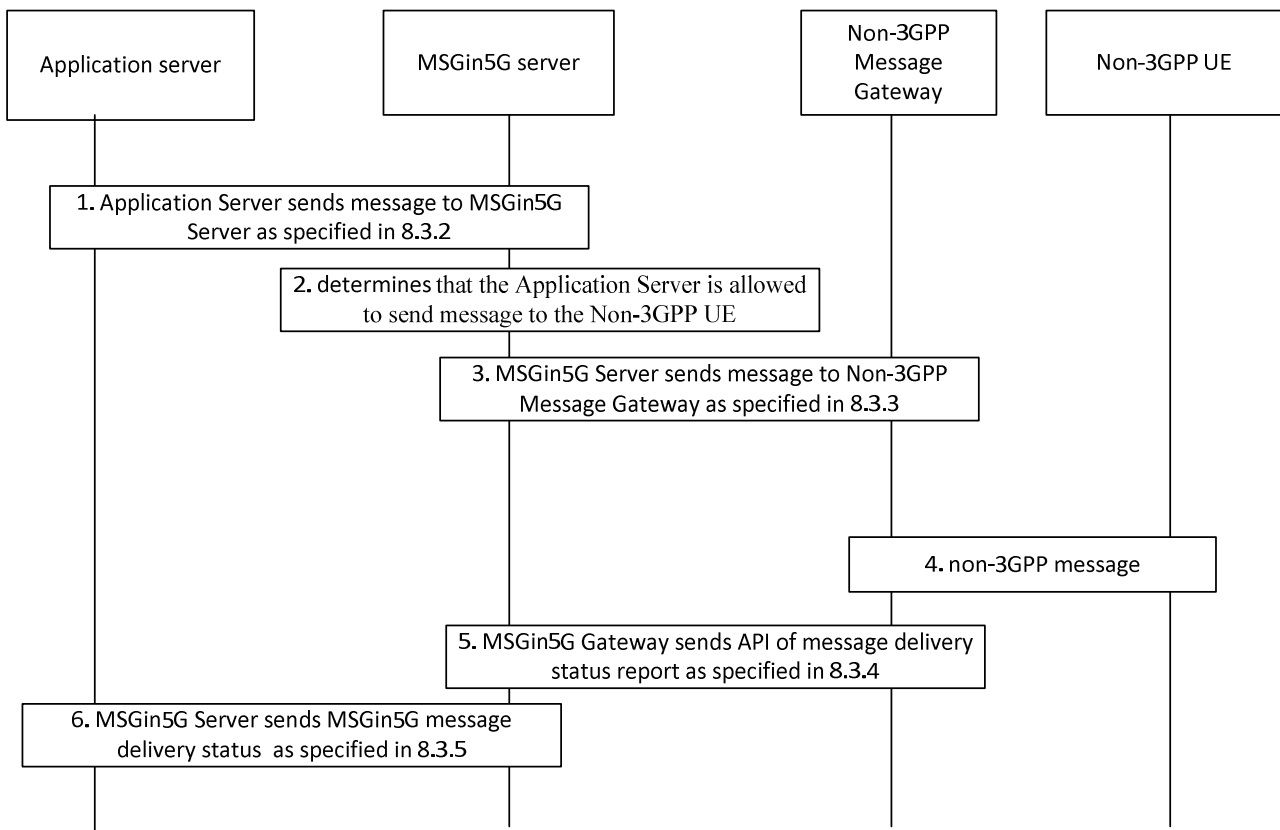 Application server
MSGin5G server
Non-3GPP
Message
Gateway
Non-3GPP UE
1. Application Server sends message to MSGin5G
Server as specified in 8.3.2
2. determines that the Application Server is allowed
to send message to the Non-3GPP UE
3. MSGin5G Server sends message to Non-3GPP
Message Gateway as specified in 8.3.3
4. non-3GPP message
5. MSGin5G Gateway sends API of message delivery
status report as specified in 8.3.4
6. MSGin5G Server sends MSGin5G message
delivery status as specified in 8.3.5